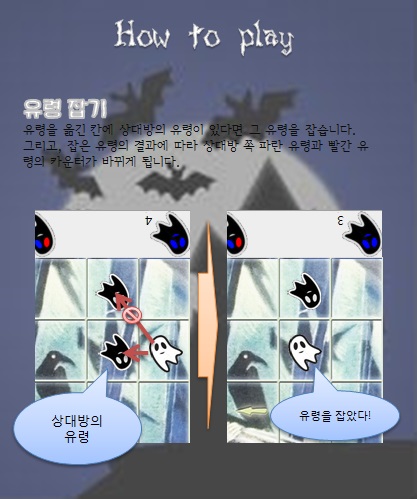 How to play
유령 잡기
유령을 옮긴 칸에 상대방의 유령이 있다면 그 유령을 잡습니다.
그리고, 잡은 유령의 결과에 따라 상대방 쪽 파란 유령과 빨간 유
령의 카운터가 바뀌게 됩니다.
4
3
상대방의
유령
유령을 잡았다!